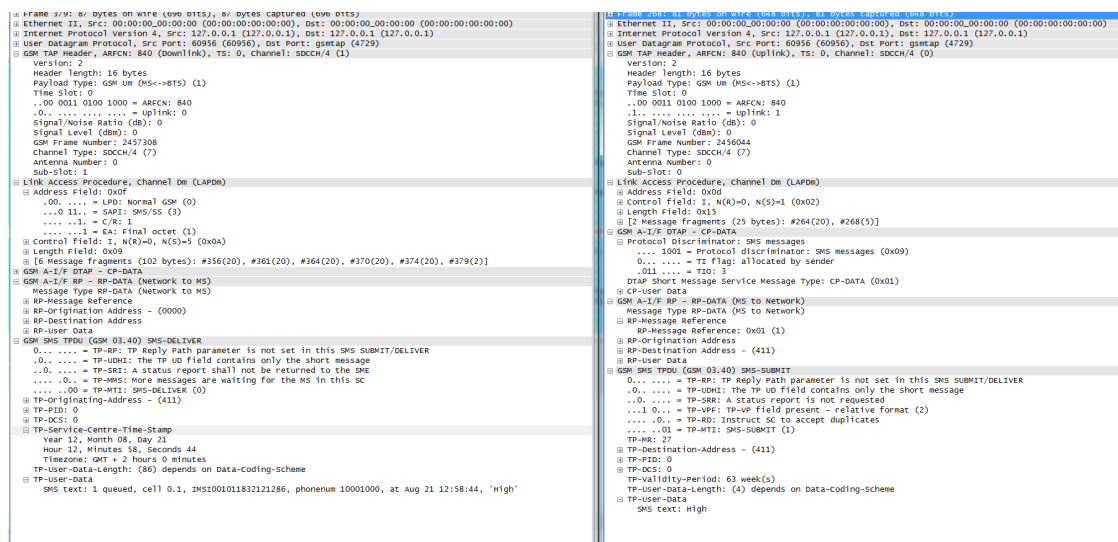 Frame 379: 87 bytes on wire (696 bits), 87 bytes captured (696 bits)
Ethernet II, Src: 00:00:00_00:00:00 (00:00:00:00:00:00), Dst: 00:00:00_00:00:00 (00:00:00:00:00:00)
Internet Protocol Version 4, Src: 127.0.0.1 (127.0.0.1), Dst: 127.0.0.1 (127.0.0.1)
User Datagram Protocol, Src Port: 60956 (60956), Dst Port: gsmtap (4729)
GSM TAP Header, ARFCN: 840 (Downlink), TS: 0, Channel: SDCCH/4 (1)
Version: 2
Header length: 16 bytes
Payload Type: GSM Um (MS<->BTS) (1)
Time Slot: 0
..00 0011 0100 1000 = ARFCN: 840
.0.. .... .... .... = Uplink: 0
Signal/Noise Ratio (dB): 0
Signal Level (dBm): 0
GSM Frame Number: 2457308
Channel Type: SDCCH/4 (7)
Antenna Number: 0
Sub-Slot: 1
Link Access Procedure, Channel Dm (LAPDm)
Address Field: 0x0f
.00. .... = LPD: Normal GSM (0)
...0 11.. = SAPI: SMS/SS (3)
.... ..1. = C/R: 1
.... ...1 = EA: Final octet (1)
Control field: I, N(R)=0, N(S)=5 (0x0A)
Length Field: 0x09
[6 Message fragments (102 bytes): #356(20), #361(20), #364(20), #370(20), #374(20), #379(2)]
GSM A-I/F DTAP - CP-DATA
GSM A-I/F RP - RP-DATA (Network to MS)
Message Type RP-DATA (Network to MS)
RP-Message Reference
RP-Origination Address - (0000)
RP-Destination Address
RP-User Data
GSM SMS TPDU (GSM 03.40) SMS-DELIVER
0... .... = TP-RP: TP Reply Path parameter is not set in this SMS SUBMIT/DELIVER
.0.. .... = TP-UDHI: The TP UD field contains only the short message
..0. .... = TP-SRI: A status report shall not be returned to the SME
.... .0.. = TP-MMS: More messages are waiting for the MS in this SC
.... ..00 = TP-MTI: SMS-DELIVER (0)
TP-Originating-Address - (411)
TP-PID: 0
TP-DCS: 0
TP-Service-Centre-Time-Stamp
Year 12, Month 08, Day 21
Hour 12, Minutes 58, Seconds 44
Timezone: GMT + 2 hours 0 minutes
TP-User-Data-Length: (86) depends on Data-Coding-Scheme
TP-User-Data
SMS text: 1 queued, cell 0.1, IMSI001011832121286, phonenum 10001000, at Aug 21 12:58:44, 'High'
Frame 268: 81 bytes on wire (648 bits), 81 bytes captured (648 bits)
Ethernet II, Src: 00:00:00_00:00:00 (00:00:00:00:00:00), Dst: 00:00:00_00:00:00 (00:00:00:00:00:00)
Internet Protocol Version 4, Src: 127.0.0.1 (127.0.0.1), Dst: 127.0.0.1 (127.0.0.1)
User Datagram Protocol, Src Port: 60956 (60956), Dst Port: gsmtap (4729)
GSM TAP Header, ARFCN: 840 (Uplink), TS: 0, Channel: SDCCH/4 (0)
Version: 2
Header length: 16 bytes
Payload Type: GSM Um (MS<->BTS) (1)
Time Slot: 0
..00 0011 0100 1000 = ARFCN: 840
.1.. .... .... .... = Uplink: 1
Signal/Noise Ratio (dB): 0
Signal Level (dBm): 0
GSM Frame Number: 2456044
Channel Type: SDCCH/4 (7)
Antenna Number: 0
Sub-Slot: 0
Link Access Procedure, Channel Dm (LAPDm)
Address Field: 0x0d
Control field: I, N(R)=0, N(S)=1 (0x02)
Length Field: 0x15
[2 Message fragments (25 bytes): #264(20), #268(5)]
GSM A-I/F DTAP - CP-DATA
Protocol Discriminator: SMS messages
.... 1001 = Protocol discriminator: SMS messages (0x09)
0... .... = TI flag: allocated by sender
.011 .... = TIO: 3
DTAP Short Message Service Message Type: CP-DATA (0x01)
CP-User Data
GSM A-I/F RP - RP-DATA (MS to Network)
Message Type RP-DATA (MS to Network)
RP-Message Reference
RP-Message Reference: 0x01 (1)
RP-Origination Address
RP-Destination Address - (411)
RP-User Data
GSM SMS TPDU (GSM 03.40) SMS-SUBMIT
0... .... = TP-RP: TP Reply Path parameter is not set in this SMS SUBMIT/DELIVER
.0.. .... = TP-UDHI: The TP UD field contains only the short message
..0. .... = TP-SRR: A status report is not requested
...1 0... = TP-VPF: TP-VP field present - relative format (2)
.... .0.. = TP-RD: Instruct SC to accept duplicates
.... ..01 = TP-MTI: SMS-SUBMIT (1)
TP-MR: 27
TP-Destination-Address - (411)
TP-PID: 0
TP-DCS: 0
TP-Validity-Period: 63 week(s)
TP-User-Data-Length: (4) depends on Data-Coding-Scheme
TP-User-Data
SMS text: High